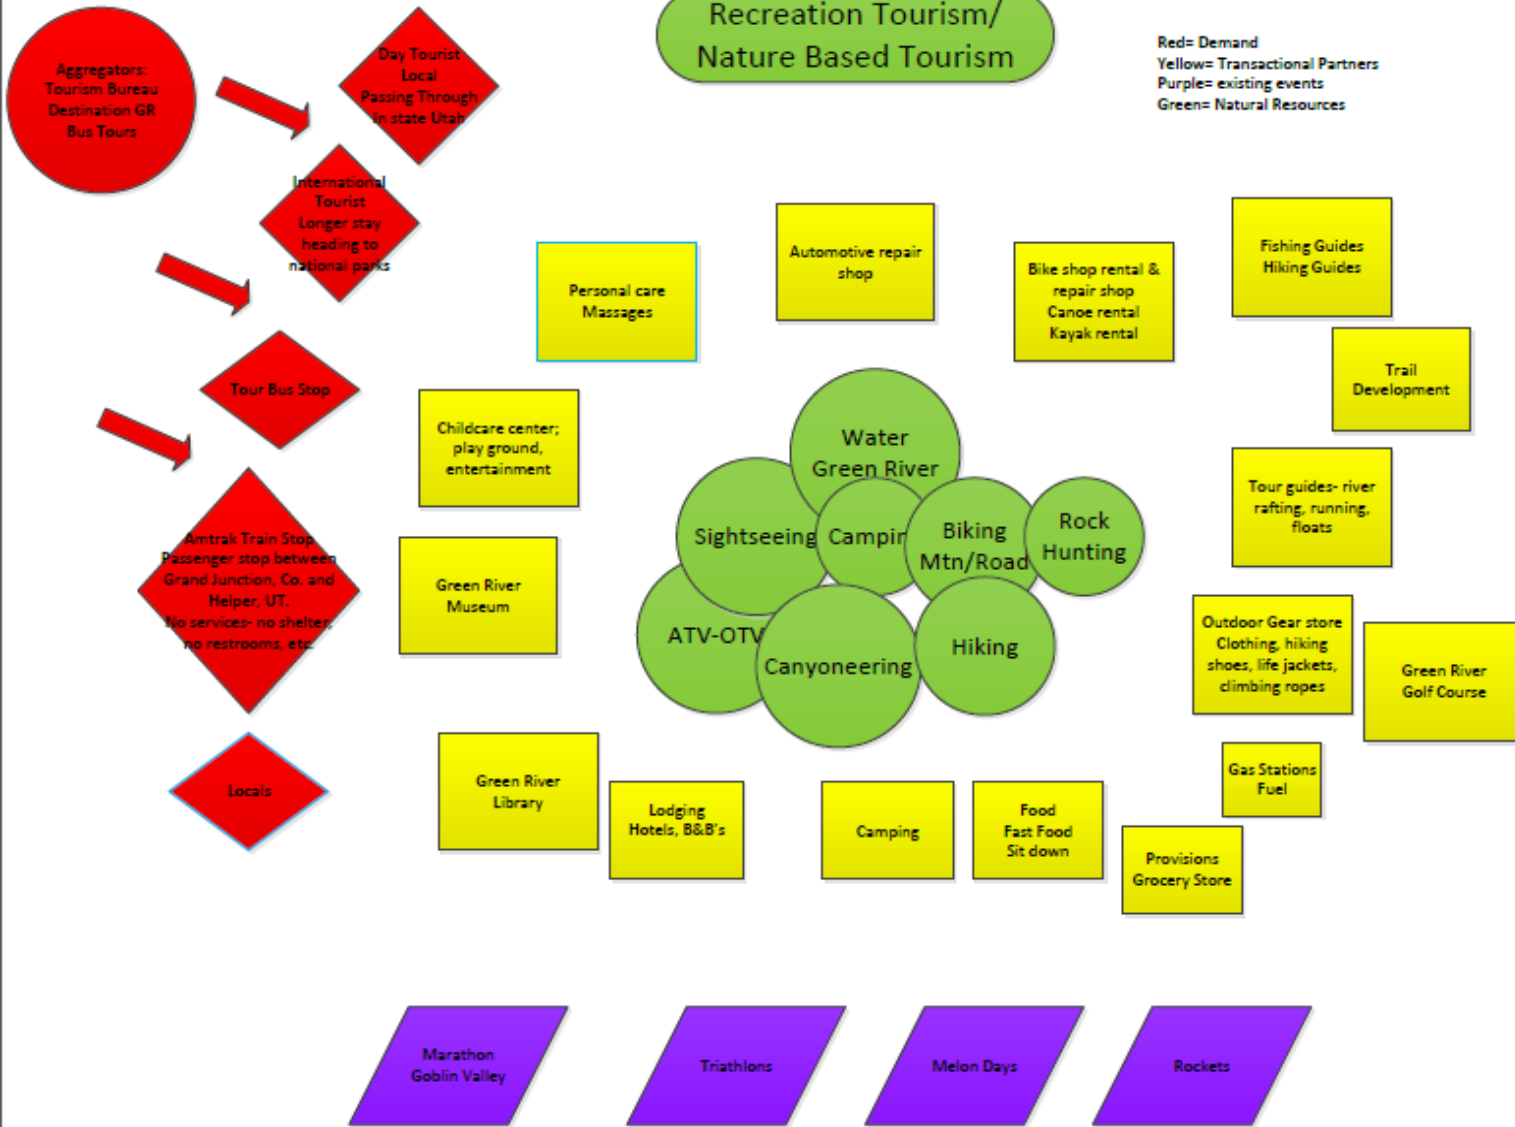 Recreation Tourism/
Nature Based Tourism
Red= Demand
Yellow= Transactional Partners
Purple= existing events
Green= Natural Resources
Aggregators:
Tourism Bureau
Destination GR
Bus Tours
Day Tourist
Local
Passing Through
In state Utah
International
Tourist
Longer stay
heading to
national parks
Tour Bus Stop
Amtrak Train Stop
Passenger stop between
Grand Junction, Co. and
Helper, UT.
No services- no shelter,
no restrooms, etc.
Locals
Personal care
Massages
Automotive repair
shop
Bike shop rental &
repair shop
Canoe rental
Kayak rental
Fishing Guides
Hiking Guides
Trail
Development
Childcare center;
play ground,
entertainment
Tour guides- river
rafting, running,
floats
Green River
Museum
Outdoor Gear store
Clothing, hiking
shoes, life jackets,
climbing ropes
Green River
Golf Course
Water
Green River
Sightseeing
Campin
Biking
Mtn/Road
Rock
Hunting
ATV-OTV
Canyoneering
Hiking
Green River
Library
Lodging
Hotels, B&B's
Camping
Food
Fast Food
Sit down
Gas Stations
Fuel
Provisions
Grocery Store
Marathon
Goblin Valley
Triathlons
Melon Days
Rockets